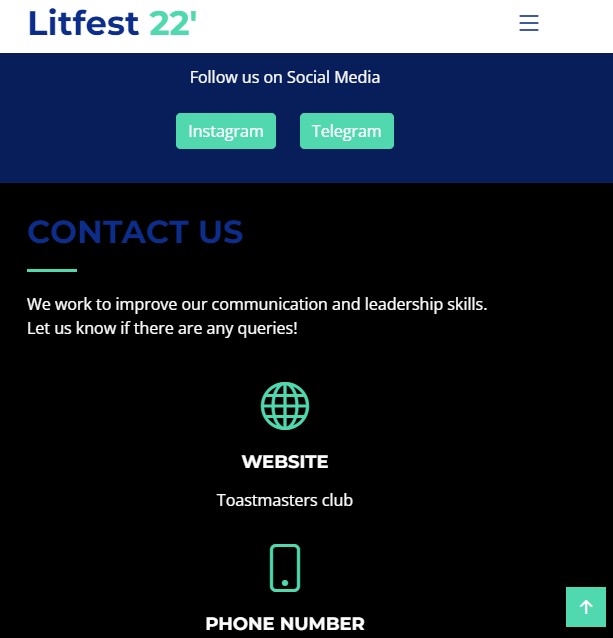 Litfest 22'
Follow us on Social Media
Instagram Telegram
CONTACT US
We work to improve our communication and leadership skills.
Let us know if there are any queries!
WEBSITE
Toastmasters club
PHONE NUMBER